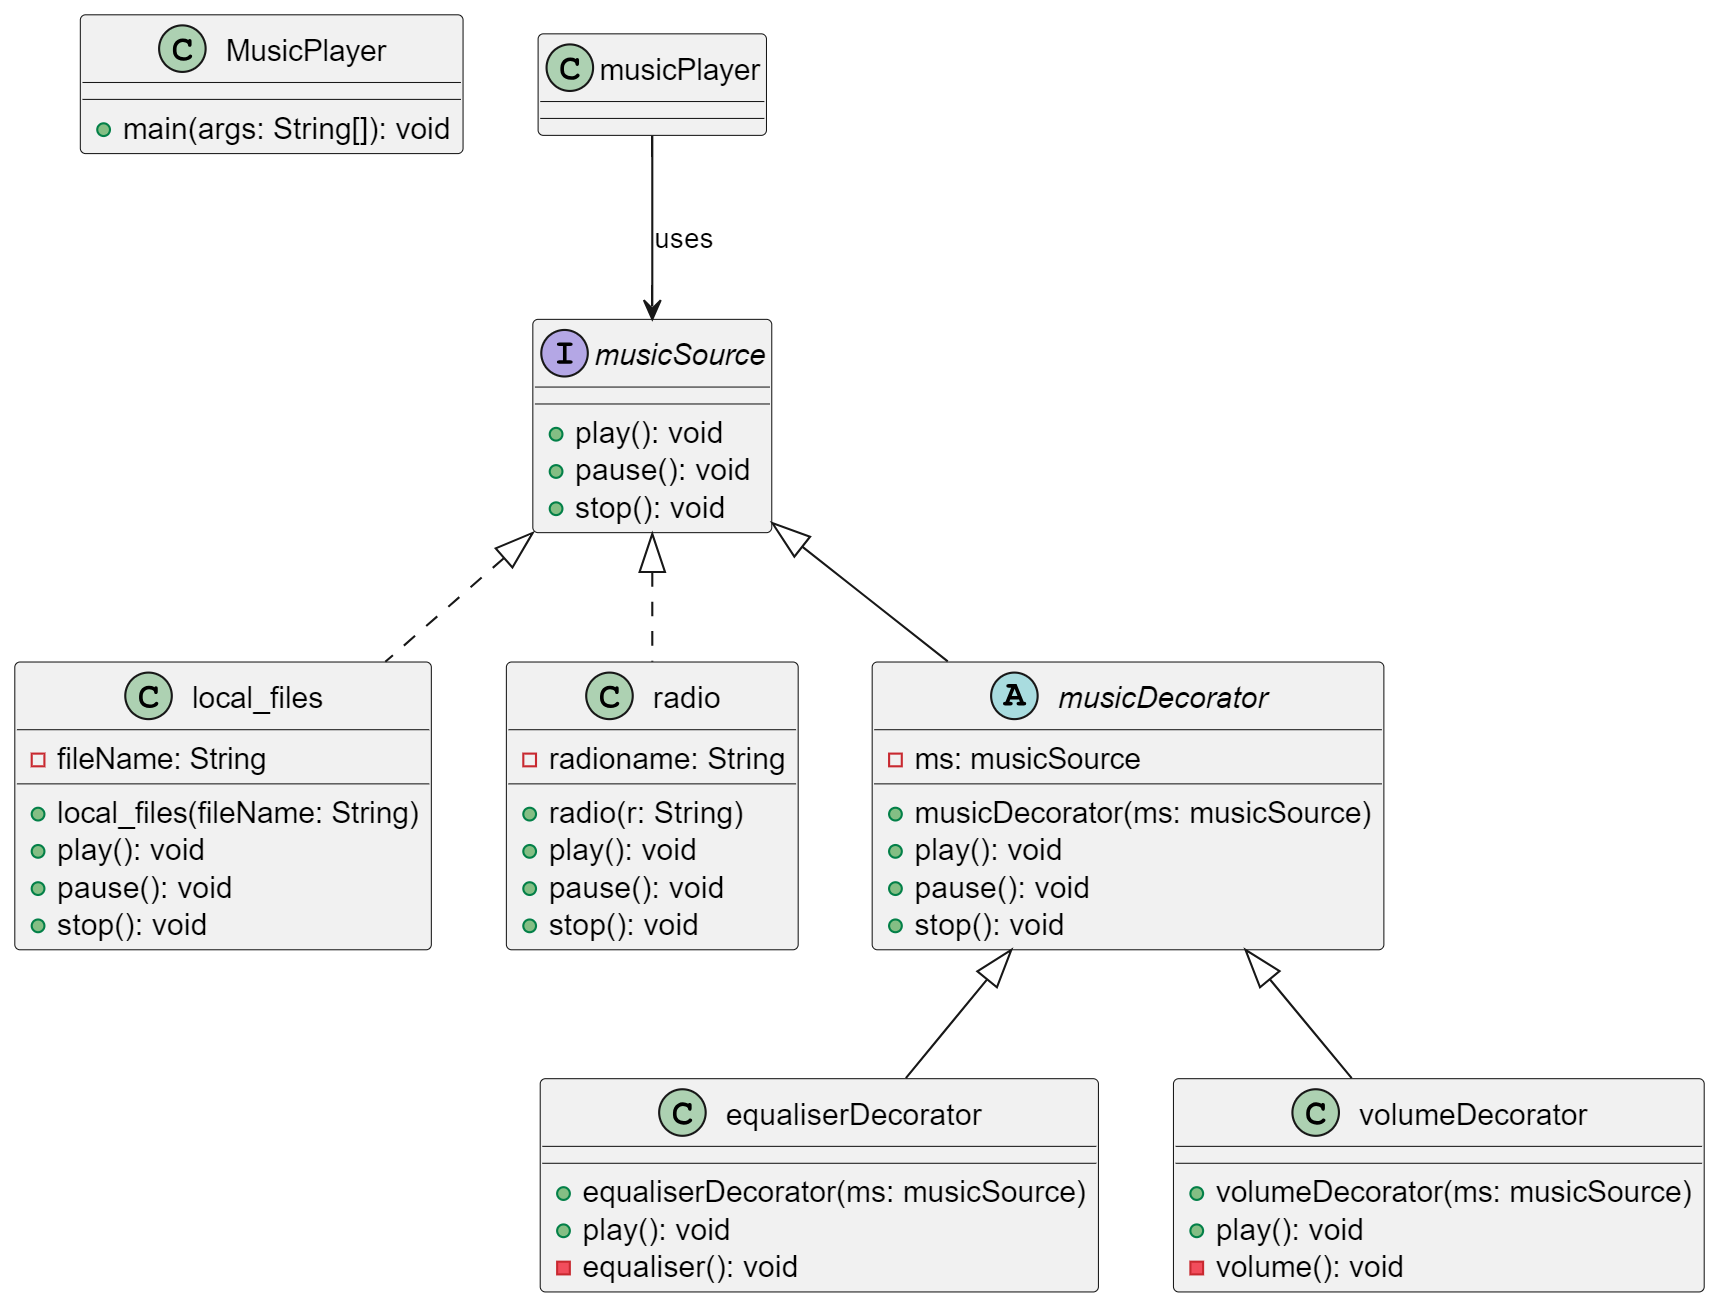 C MusicPlayer
main(args: String[]): void
C musicPlayer
uses
I musicSource
play(): void
pause(): void
stop(): void
C local_files
fileName: String
local_files(fileName: String)
play(): void
pause(): void
stop(): void
C radio
radioname: String
radio(r: String)
play(): void
pause(): void
stop(): void
A musicDecorator
ms: musicSource
musicDecorator(ms: musicSource)
play(): void
pause(): void
stop(): void
C equaliserDecorator
equaliserDecorator(ms: musicSource)
play(): void
equaliser(): void
C volumeDecorator
volumeDecorator(ms: musicSource)
play(): void
volume(): void